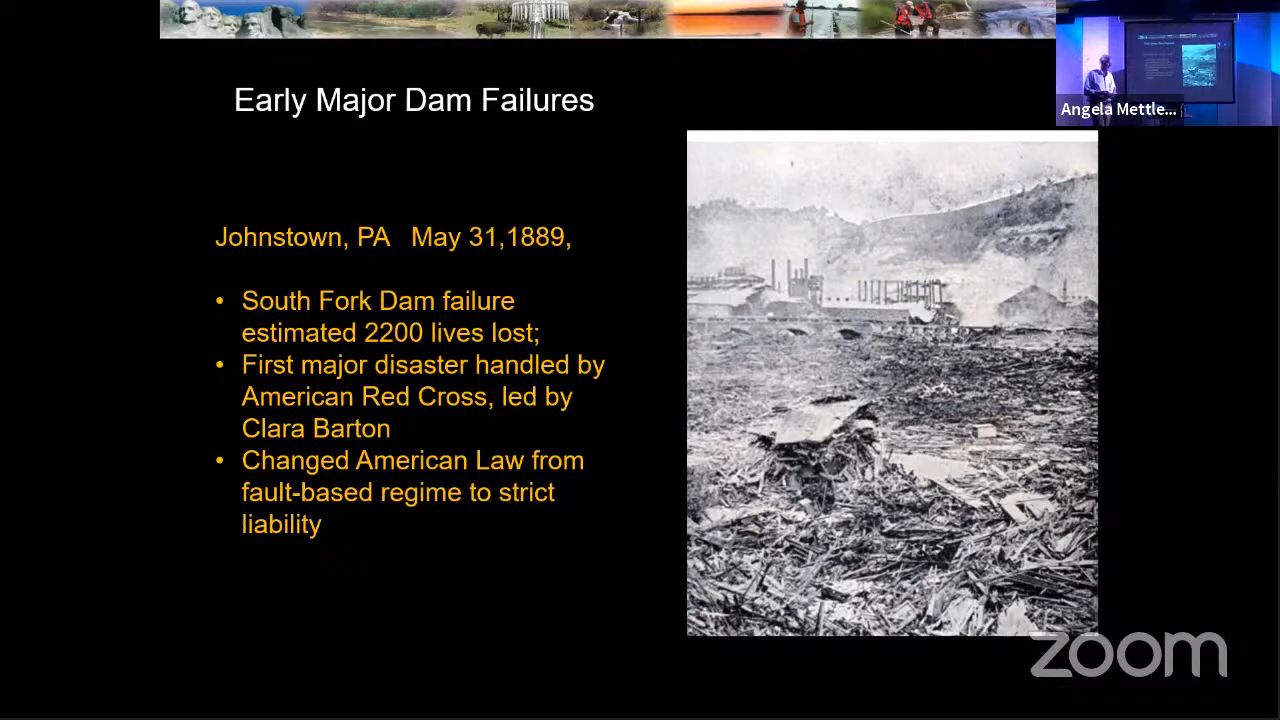 Early Major Dam Failures
Angela Mettle...
Johnstown, PA May 31,1889,
• South Fork Dam failure
estimated 2200 lives lost;
• First major disaster handled by
American Red Cross, led by
Clara Barton
• Changed American Law from
fault-based regime to strict
liability
zoom